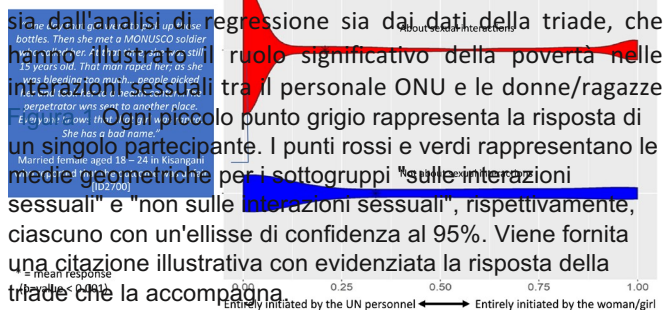 sia dall'analisi di regressione sia dai dati della triade, che
hanno illustrato il ruolo significativo della povertà nelle
interazioni sessuali tra il personale ONU e le donne/ragazze
Figura Ogni piccolo punto grigio rappresenta la risposta di
un singolo partecipante. I punti rossi e verdi rappresentano le
medie geometriche per i sottogruppi "sulle interazioni
sessuali" e "non sulle interazioni sessuali", rispettivamente,
ciascuno con un'ellisse di confidenza al 95%. Viene fornita
una citazione illustrativa con evidenziata la risposta della
triade che la accompagna.
bottles. Then she met a MONUSCO soldier
15 years old. That man raped her; as she
was bleeding too much... people picked
perpetrator was sent to another place.
She has a bad name."
Married female aged 18 – 24 in Kisangani
[ID2700]
About sexual interactions
Not about sexual interactions
* = mean response
(p-value < 0.001)
0.00 0.25 0.50 0.75 1.00
Entirely initiated by the UN personnel Entirely initiated by the woman/girl